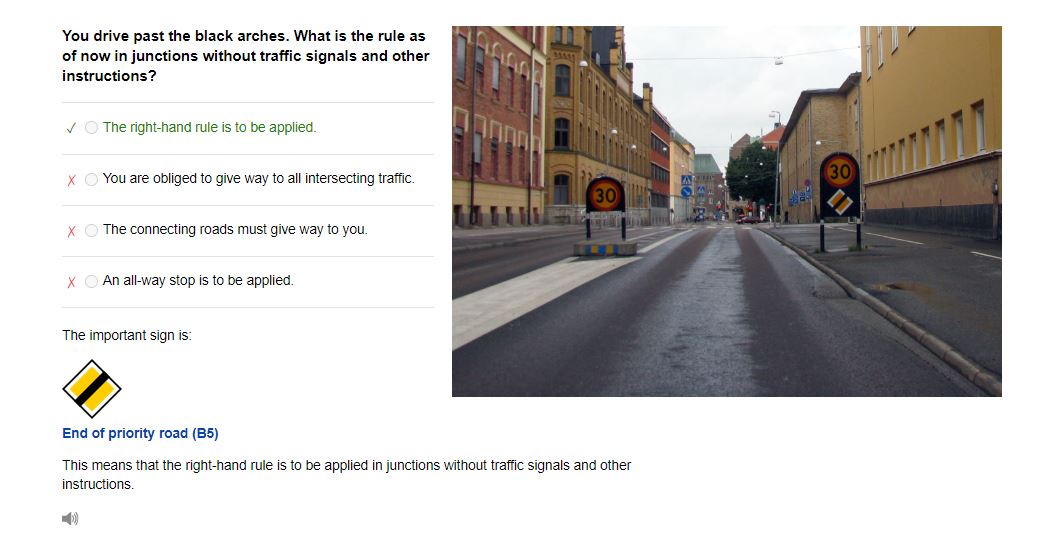 You drive past the black arches. What is the rule as
of now in junctions without traffic signals and other
instructions?
The right-hand rule is to be applied.
You are obliged to give way to all intersecting traffic.
The connecting roads must give way to you.
An all-way stop is to be applied.
The important sign is:
End of priority road (B5)
This means that the right-hand rule is to be applied in junctions without traffic signals and other
instructions.
30
30